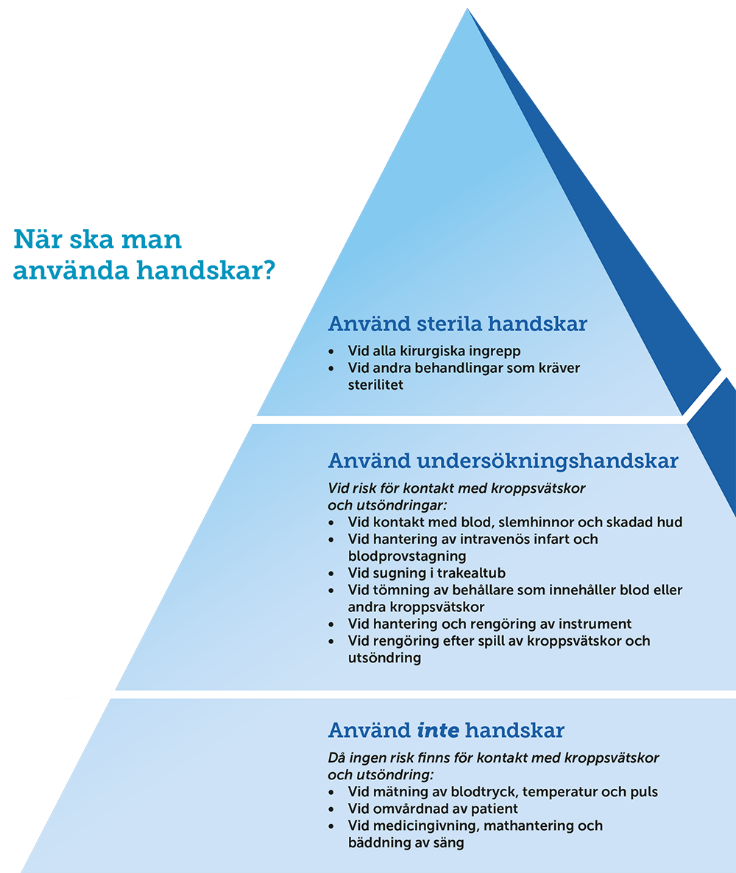 När ska man
använda handskar?
Använd sterila handskar
• Vid alla kirurgiska ingrepp
• Vid andra behandlingar som kräver
sterilitet
Använd undersökningshandskar
Vid risk för kontakt med kroppsvätskor
och utsöndringar:
• Vid kontakt med blod, slemhinnor och skadad hud
• Vid hantering av intravenös infart och
blodprovstagning
• Vid sugning i trakealtub
• Vid tömning av behållare som innehåller blod eller
andra kroppsvätskor
• Vid hantering och rengöring av instrument
• Vid rengöring efter spill av kroppsvätskor och
utsöndring
Använd inte handskar
Då ingen risk finns för kontakt med kroppsvätskor
och utsöndring:
• Vid mätning av blodtryck, temperatur och puls
• Vid omvårdnad av patient
• Vid medicingivning, mathantering och
bäddning av säng